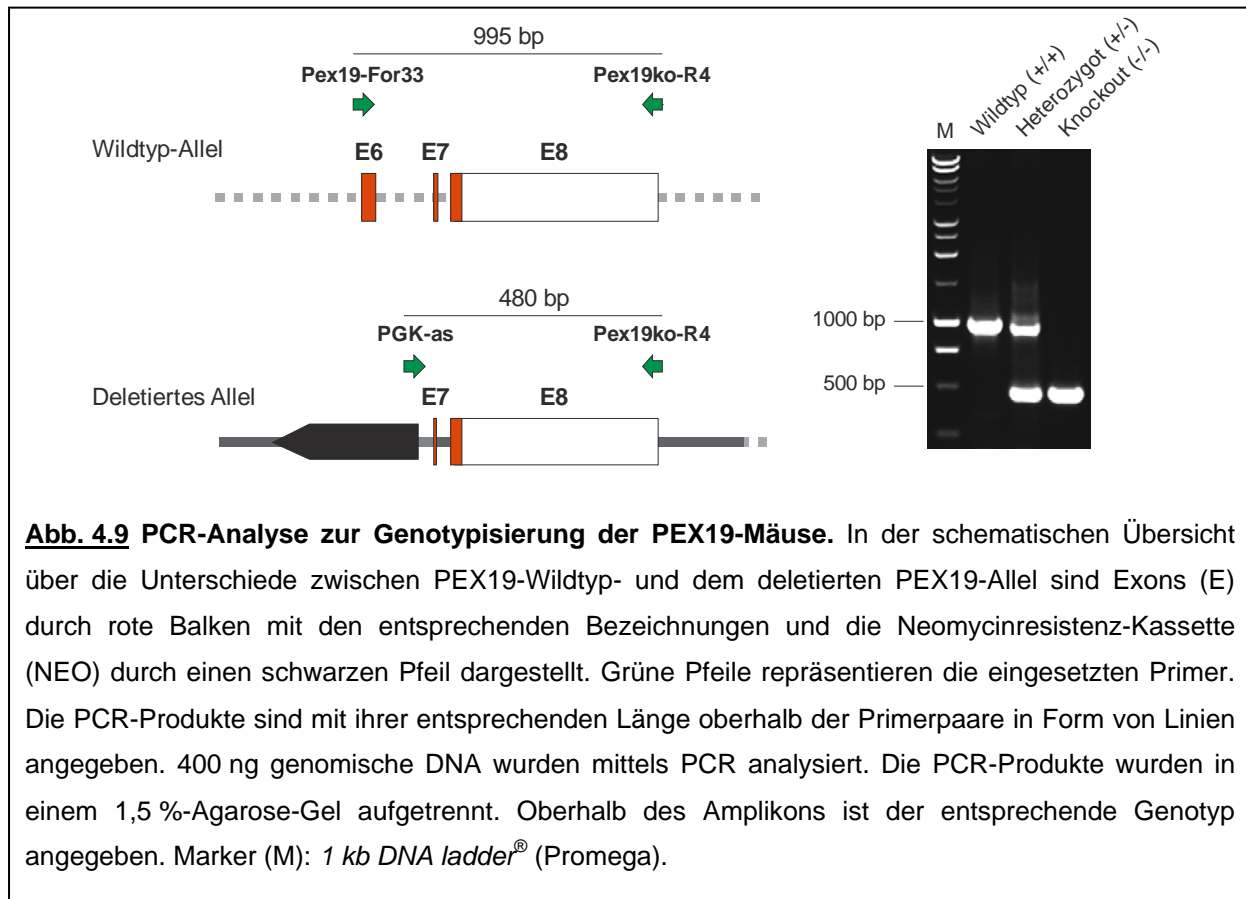 995 bp
Pex19-For33
Pex19ko-R4
Wildtyp-Allel
E6
E7
E8
480 bp
PGK-as
Pex19ko-R4
Deletiertes Allel
E7
E8
M
Wildtyp (+/+)
Heterozygot (+/-)
Knockout (-/-)
1000 bp
500 bp
Abb. 4.9 PCR-Analyse zur Genotypisierung der PEX19-Mäuse. In der schematischen Übersicht
über die Unterschiede zwischen PEX19-Wildtyp- und dem deletierten PEX19-Allel sind Exons (E)
durch rote Balken mit den entsprechenden Bezeichnungen und die Neomycinresistenz-Kassette
(NEO) durch einen schwarzen Pfeil dargestellt. Grüne Pfeile repräsentieren die eingesetzten Primer.
Die PCR-Produkte sind mit ihrer entsprechenden Länge oberhalb der Primerpaare in Form von Linien
angegeben. 400 ng genomische DNA wurden mittels PCR analysiert. Die PCR-Produkte wurden in
einem 1,5 %-Agarose-Gel aufgetrennt. Oberhalb des Amplikons ist der entsprechende Genotyp
angegeben. Marker (M): 1 kb DNA ladder® (Promega).